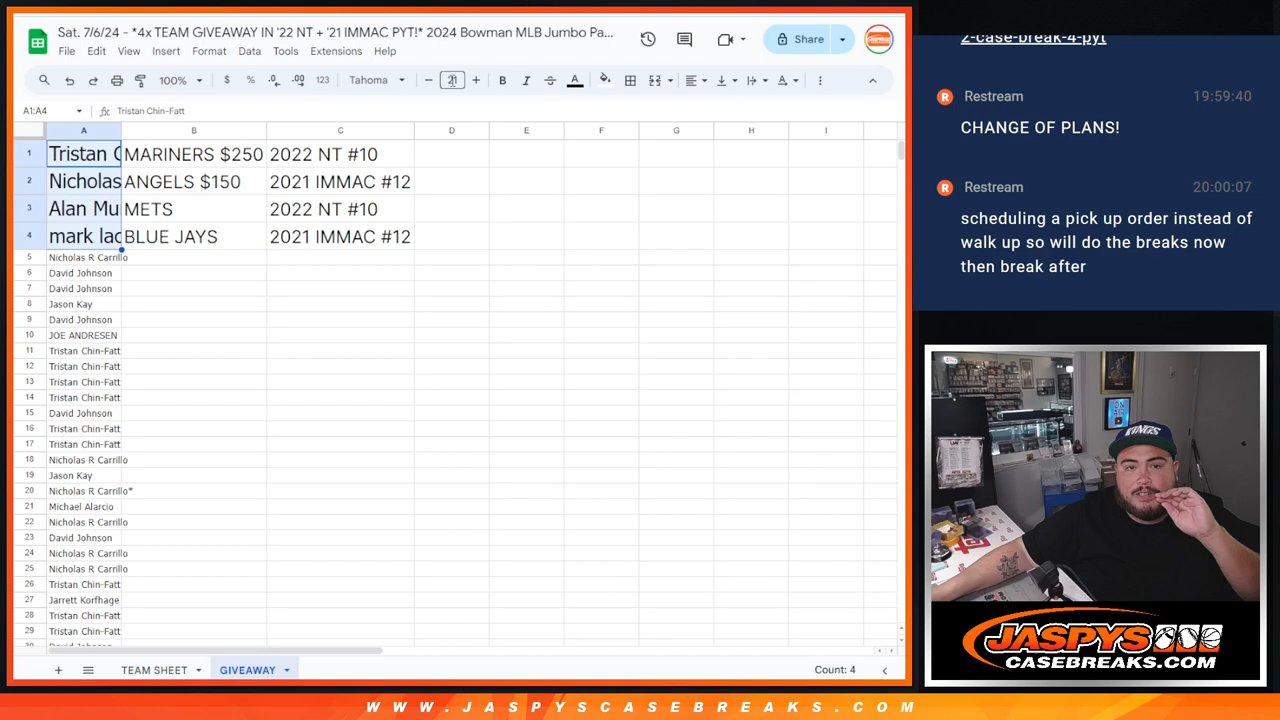 Sat. 7/6/24 - *4x TEAM GIVEAWAY IN '22 NT + '21 IMMAC PYT!* 2024 Bowman MLB Jumbo Pa...
File Edit View Insert Format Data Tools Extensions Help
Share
100% $ % .0 .00 123 Tahoma 21 B I A
A1:A4 fx Tristan Chin-Fatt
A B C D E F G H I
1 Tristan C MARINERS $250 2022 NT #10
2 Nicholas ANGELS $150 2021 IMMAC #12
3 Alan Mu METS 2022 NT #10
4 mark lac BLUE JAYS 2021 IMMAC #12
5 Nicholas R Carrillo
6 David Johnson
7 David Johnson
8 Jason Kay
9 David Johnson
10 JOE ANDRESEN
11 Tristan Chin-Fatt
12 Tristan Chin-Fatt
13 Tristan Chin-Fatt
14 Tristan Chin-Fatt
15 David Johnson
16 Tristan Chin-Fatt
17 Tristan Chin-Fatt
18 Nicholas R Carrillo
19 Jason Kay
20 Nicholas R Carrillo*
21 Michael Alarcio
22 Nicholas R Carrillo
23 David Johnson
24 Nicholas R Carrillo
25 Nicholas R Carrillo
26 Tristan Chin-Fatt
27 Jarrett Korfhage
28 Tristan Chin-Fatt
29 Tristan Chin-Fatt
TEAM SHEET GIVEAWAY Count: 4
2-case-break-4-pyt
R Restream 19:59:40
CHANGE OF PLANS!
R Restream 20:00:07
scheduling a pick up order instead of
walk up so will do the breaks now
then break after
ON AIR
KINGS
JASPYS
CASEBREAKS.COM
WWW.JASPYSCASEBREAKS.COM